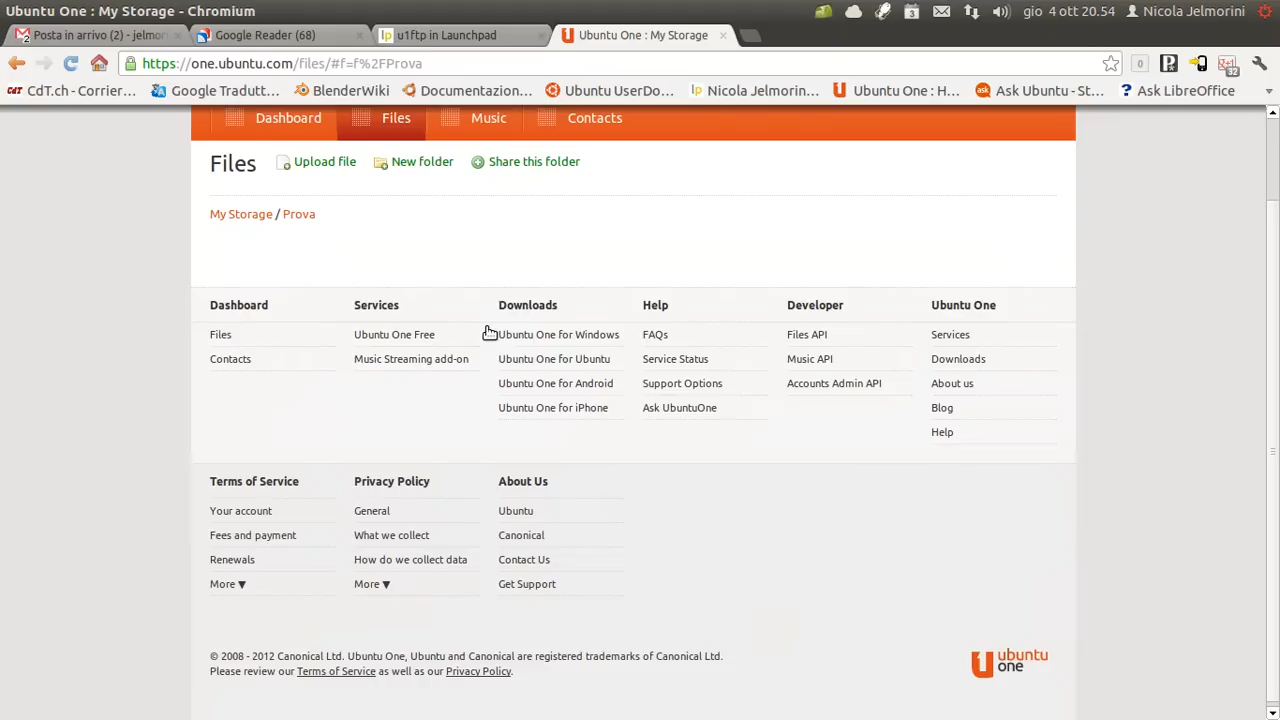 Ubuntu One : My Storage - Chromium
3
gio 4 ott 20.54
Nicola Jelmorini
Posta in arrivo (2) - jelmor
Google Reader (68)
u1ftp in Launchpad
Ubuntu One : My Storage
https://one.ubuntu.com/files/#f=f%2FProva
0
32
CdT.ch - Corrier...
Google Tradutt...
BlenderWiki
Documentazion...
Ubuntu UserDo...
Nicola Jelmorin...
Ubuntu One : H...
Ask Ubuntu - St...
Ask LibreOffice
Dashboard
Files
Music
Contacts
Files
Upload file
New folder
Share this folder
My Storage / Prova
Dashboard
Files
Contacts
Services
Ubuntu One Free
Music Streaming add-on
Downloads
Ubuntu One for Windows
Ubuntu One for Ubuntu
Ubuntu One for Android
Ubuntu One for iPhone
Help
FAQs
Service Status
Support Options
Ask UbuntuOne
Developer
Files API
Music API
Accounts Admin API
Ubuntu One
Services
Downloads
About us
Blog
Help
Terms of Service
Your account
Fees and payment
Renewals
More ▼
Privacy Policy
General
What we collect
How do we collect data
More ▼
About Us
Ubuntu
Canonical
Contact Us
Get Support
© 2008 - 2012 Canonical Ltd. Ubuntu One, Ubuntu and Canonical are registered trademarks of Canonical Ltd.
Please review our Terms of Service as well as our Privacy Policy.
ubuntu
one